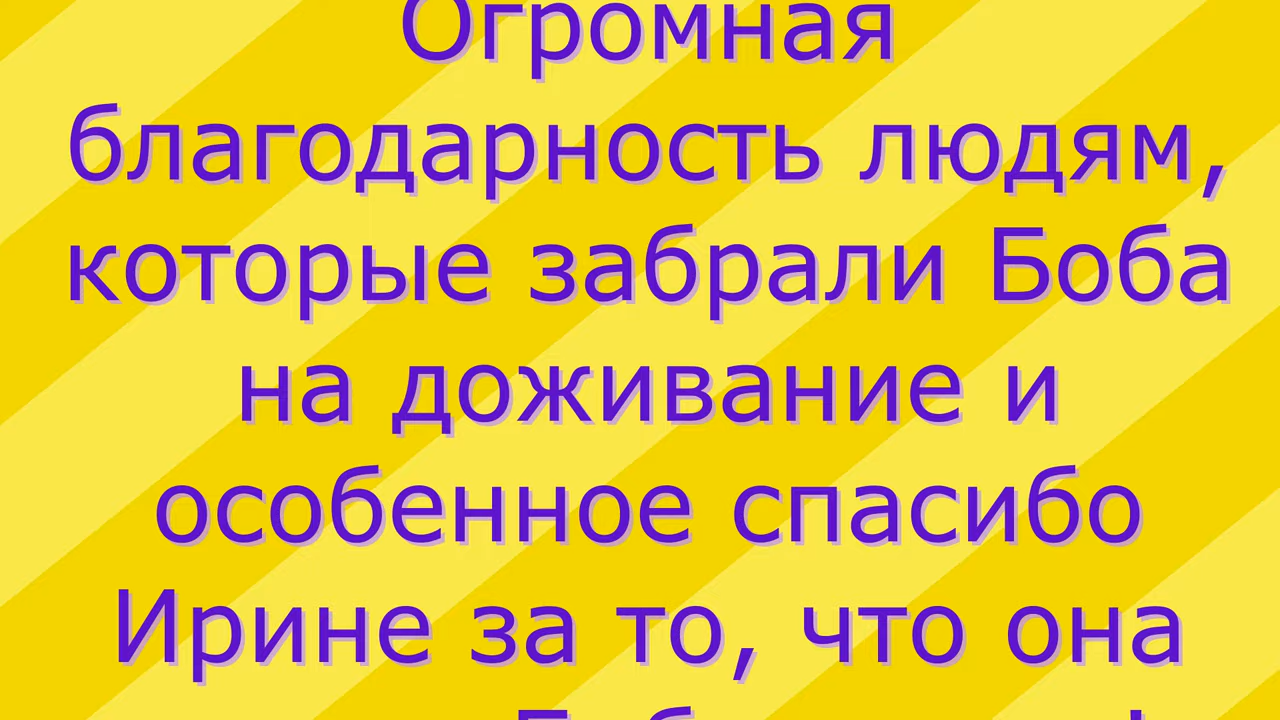 Огромная
благодарность людям,
которые забрали Боба
на доживание и
особенное спасибо
Ирине за то, что она